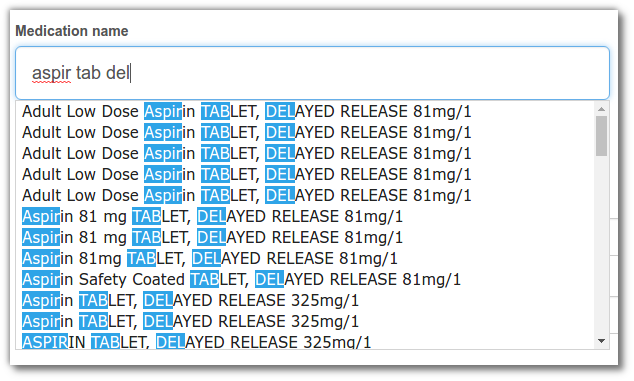 Medication name
aspir tab del
Adult Low Dose Aspirin TABLET, DELAYED RELEASE 81mg/1
Adult Low Dose Aspirin TABLET, DELAYED RELEASE 81mg/1
Adult Low Dose Aspirin TABLET, DELAYED RELEASE 81mg/1
Adult Low Dose Aspirin TABLET, DELAYED RELEASE 81mg/1
Adult Low Dose Aspirin TABLET, DELAYED RELEASE 81mg/1
Aspirin 81 mg TABLET, DELAYED RELEASE 81mg/1
Aspirin 81 mg TABLET, DELAYED RELEASE 81mg/1
Aspirin 81mg TABLET, DELAYED RELEASE 81mg/1
Aspirin Safety Coated TABLET, DELAYED RELEASE 81mg/1
Aspirin TABLET, DELAYED RELEASE 325mg/1
Aspirin TABLET, DELAYED RELEASE 325mg/1
ASPIRIN TABLET, DELAYED RELEASE 325mg/1